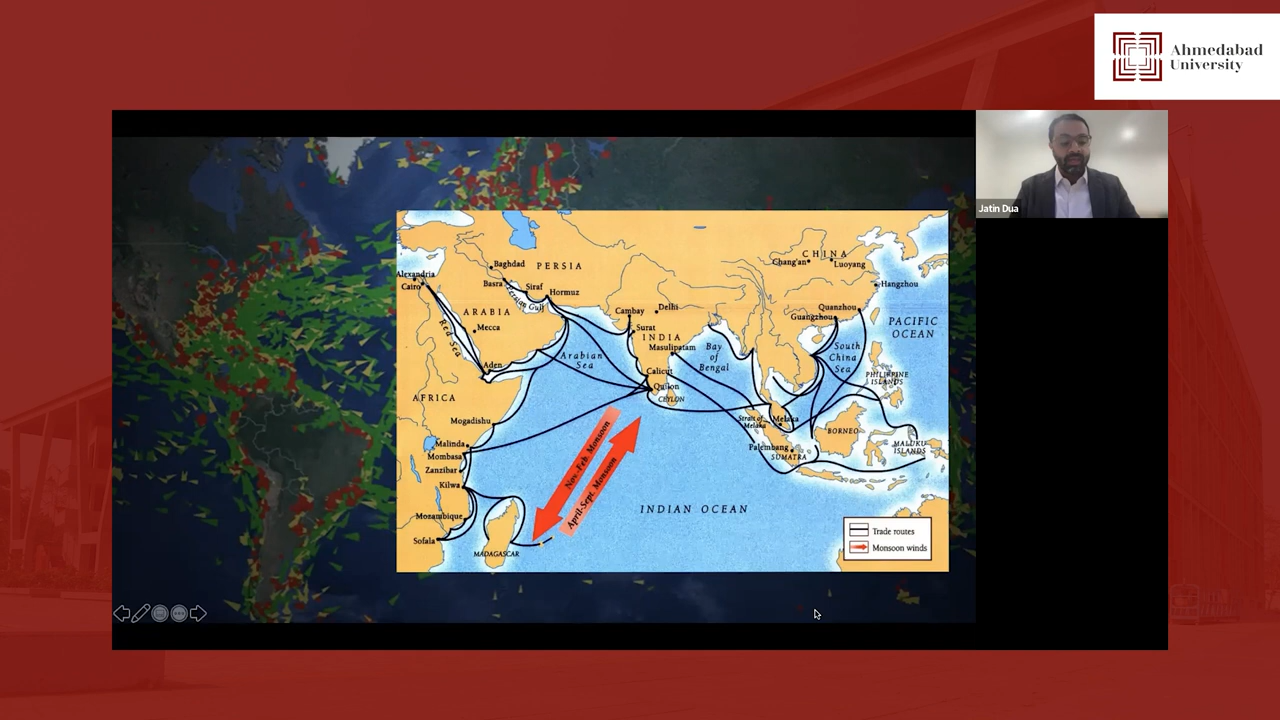 Ahmedabad
University
Jatin Dua
CHINA
Chang'an
Luoyang
Baghdad
PERSIA
Alexandria
Cairo
Basra
Siraf
Hormuz
Persian Gulf
Hangzhou
Cambay
Delhi
Quanzhou
Guangzhou
ARABIA
Red Sea
Mecca
Surat
INDIA
Masulipatam
PACIFIC
OCEAN
Arabian
Sea
Bay
of
Bengal
South
China
Sea
Aden
Calicut
Quilon
CEYLON
PHILIPPINE
ISLANDS
AFRICA
Mogadishu
Strait of
Melaka
Melaka
BORNEO
MALUKU
ISLANDS
Malinda
Mombasa
Palembang
SUMATRA
Zanzibar
Kilwa
Nov.-Feb. Monsoon
April-Sept. Monsoon
INDIAN OCEAN
Mozambique
Sofala
MADAGASCAR
Trade routes
Monsoon winds